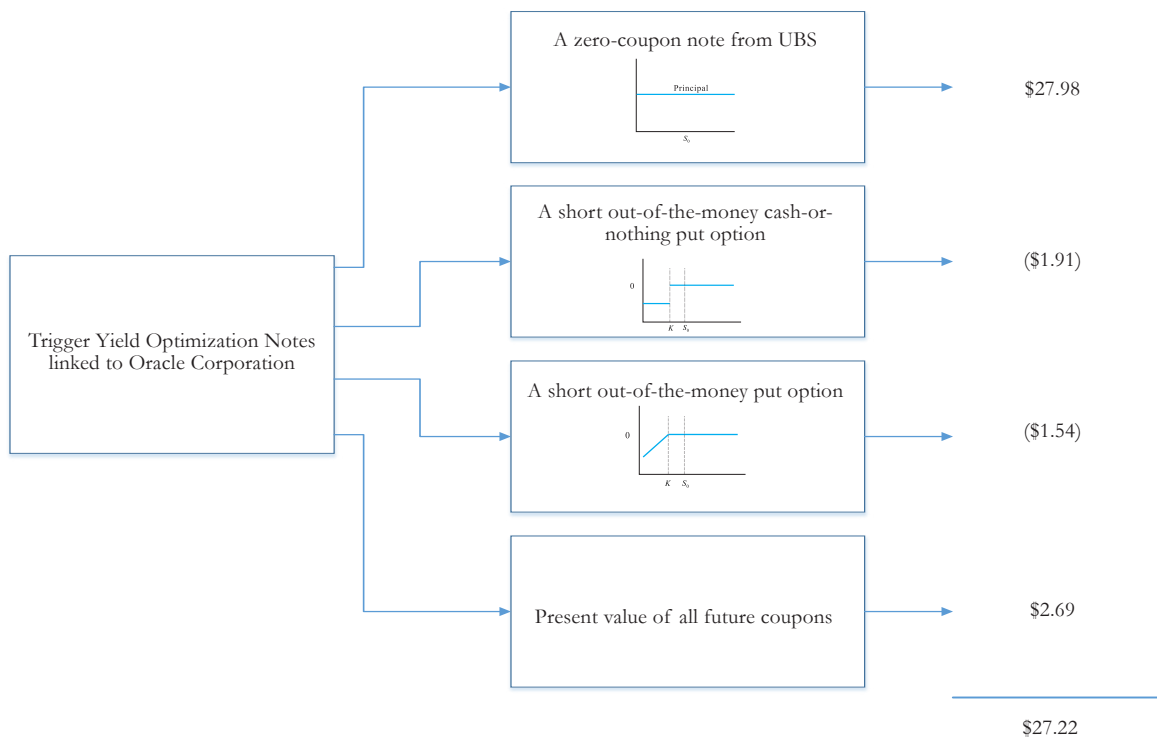 A zero-coupon note from UBS
Principal
S₀
$27.98
A short out-of-the-money cash-or-
nothing put option
0
K
S₀
($1.91)
Trigger Yield Optimization Notes
linked to Oracle Corporation
A short out-of-the-money put option
0
K
S₀
($1.54)
Present value of all future coupons
$2.69
$27.22